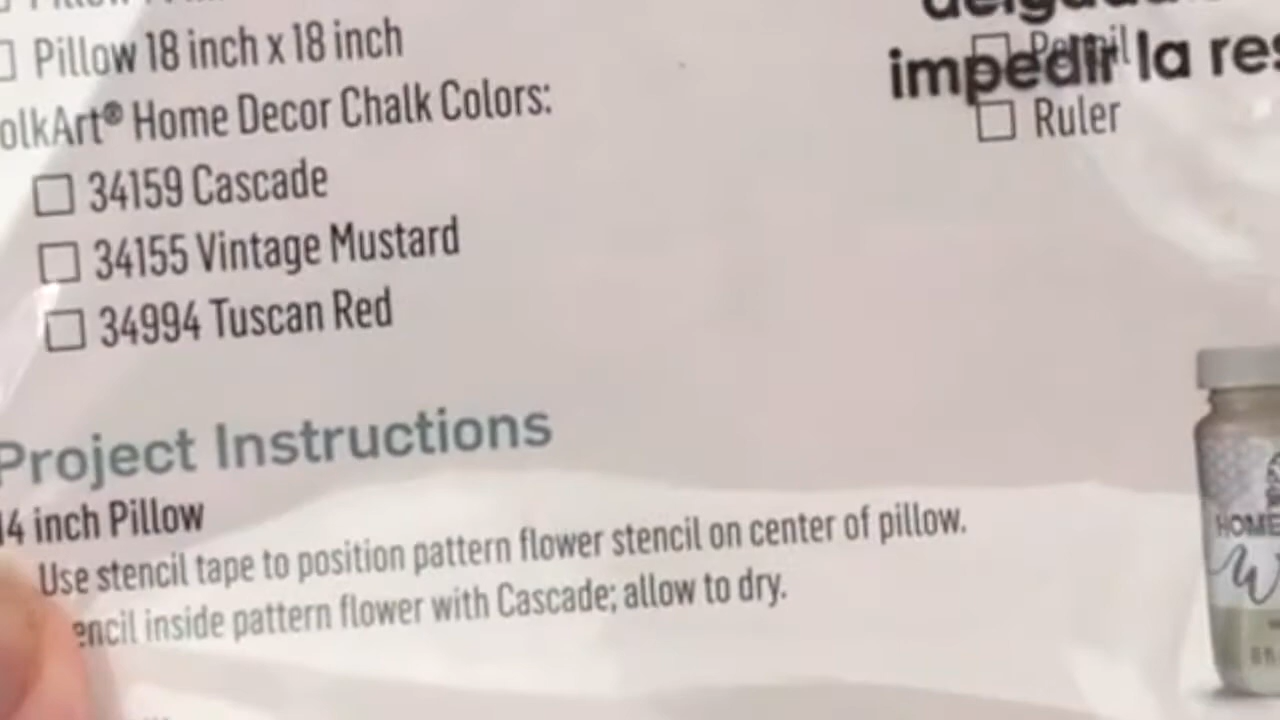 Pillow 18 inch x 18 inch
olkArt® Home Decor Chalk Colors:
34159 Cascade
34155 Vintage Mustard
34994 Tuscan Red
impedir la res
Pencil
Ruler
Project Instructions
14 inch Pillow
Use stencil tape to position pattern flower stencil on center of pillow.
encil inside pattern flower with Cascade; allow to dry.
HOME